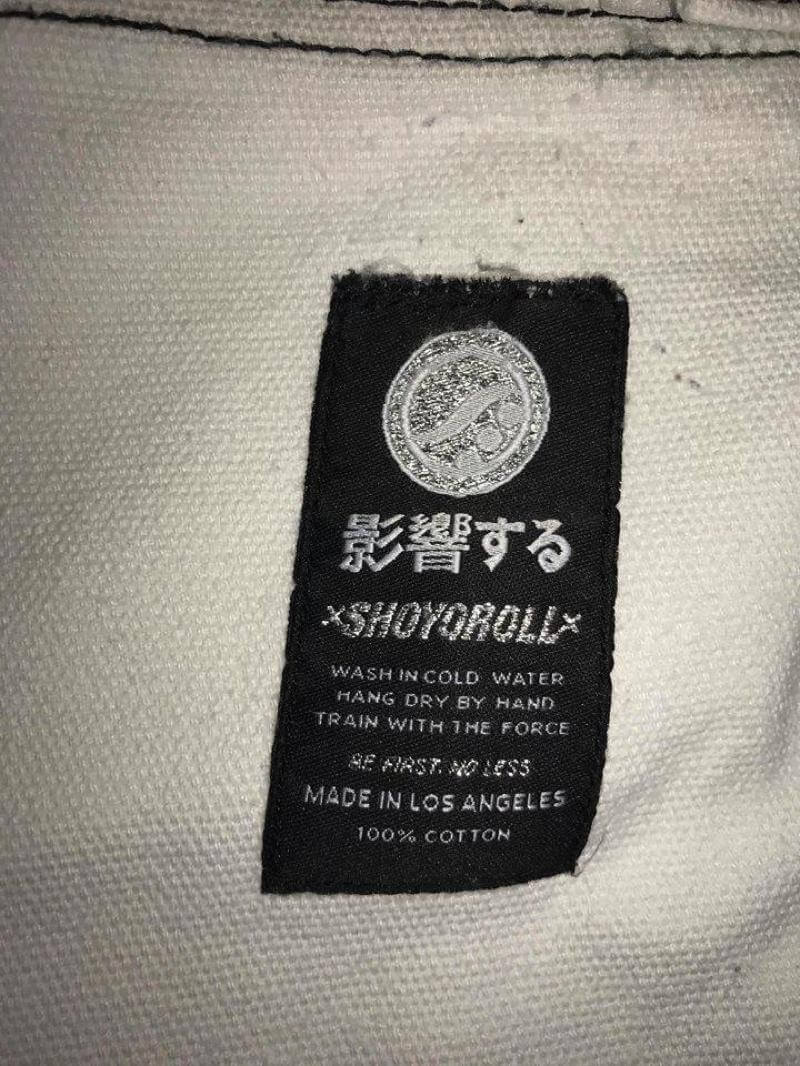 影響する
×SHOYOROLL×
WASH IN COLD WATER
HANG DRY BY HAND
TRAIN WITH THE FORCE
BE FIRST. NO LESS
MADE IN LOS ANGELES
100% COTTON